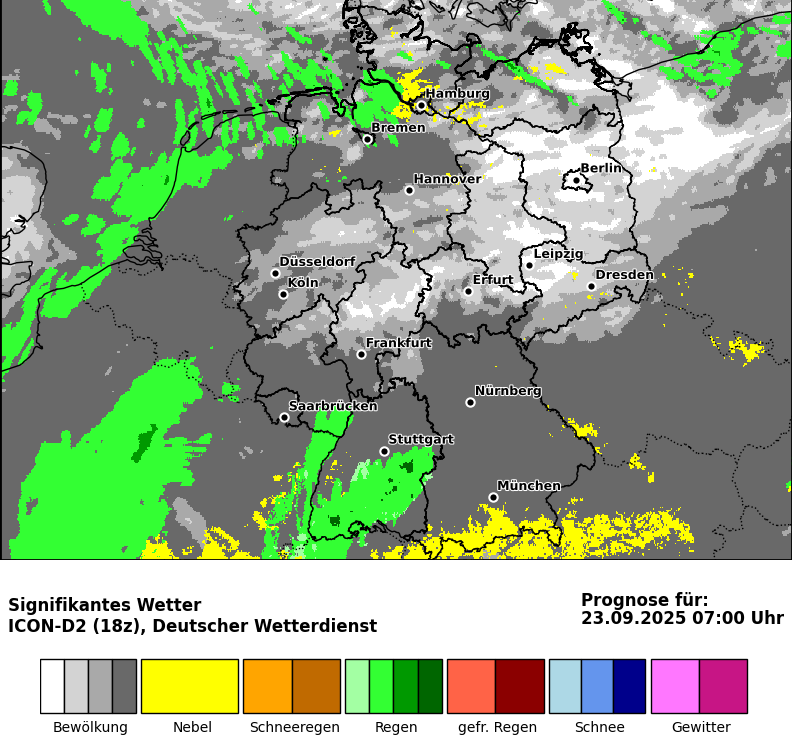 Hamburg
Bremen
Hannover
Berlin
Düsseldorf
Köln
Leipzig
Dresden
Erfurt
Frankfurt
Nürnberg
Saarbrücken
Stuttgart
München
Signifikantes Wetter
ICON-D2 (18z), Deutscher Wetterdienst
Prognose für:
23.09.2025 07:00 Uhr
Bewölkung
Nebel
Schneeregen
Regen
gefr. Regen
Schnee
Gewitter